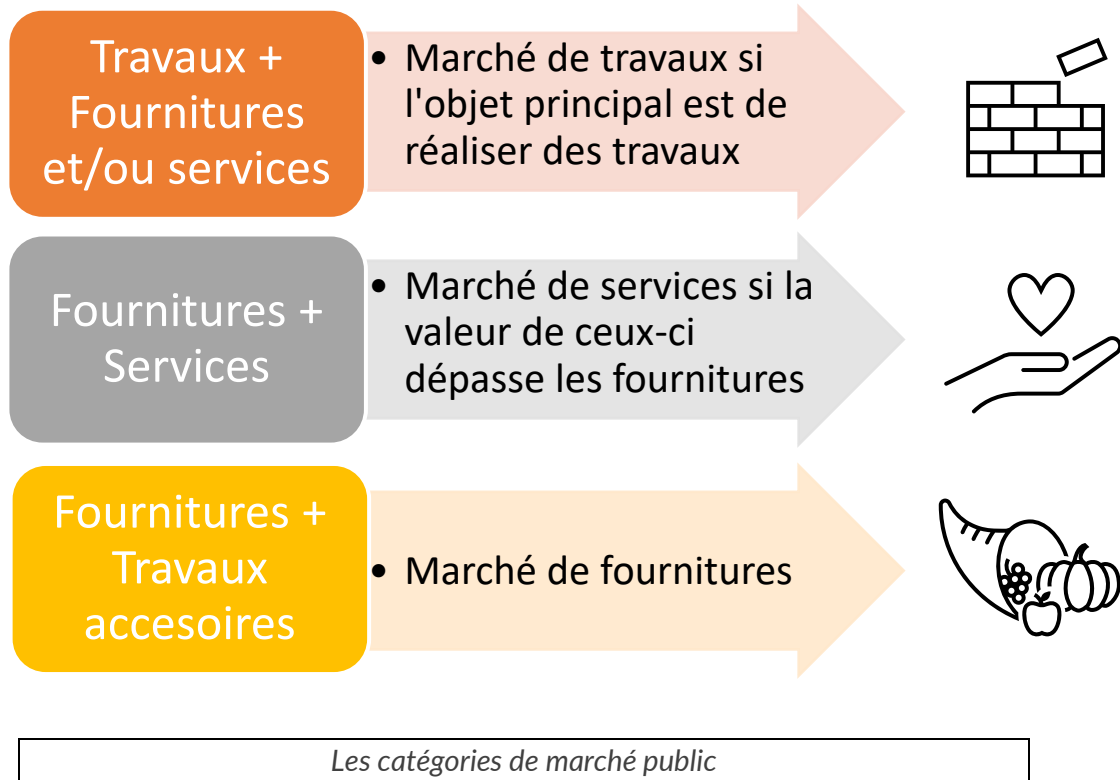 Travaux +
Fournitures
et/ou services
• Marché de travaux si
l'objet principal est de
réaliser des travaux
Fournitures +
Services
• Marché de services si la
valeur de ceux-ci
dépasse les fournitures
Fournitures +
Travaux
accesoires
• Marché de fournitures
Les catégories de marché public